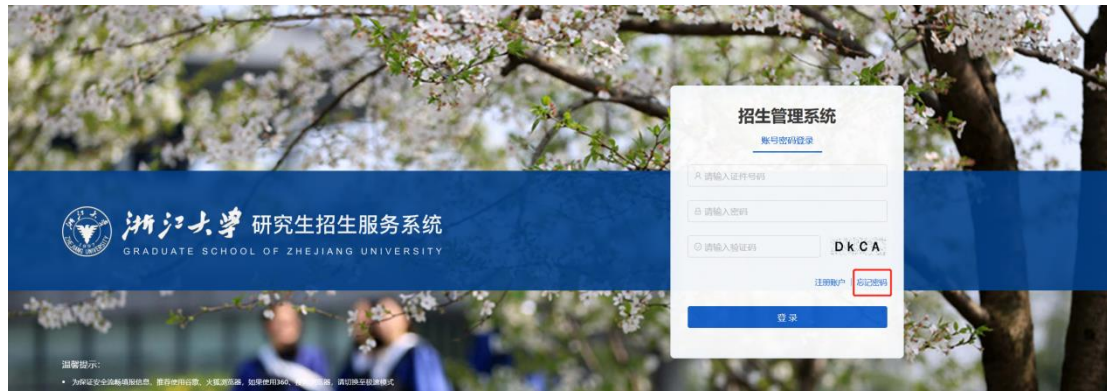 招生管理系统
账号密码登录
请输入证件号码
请输入密码
浙江大学 研究生招生服务系统
GRADUATE SCHOOL OF ZHEJIANG UNIVERSITY
请输入验证码
DkCA
注册账户 | 忘记密码
登录
温馨提示: